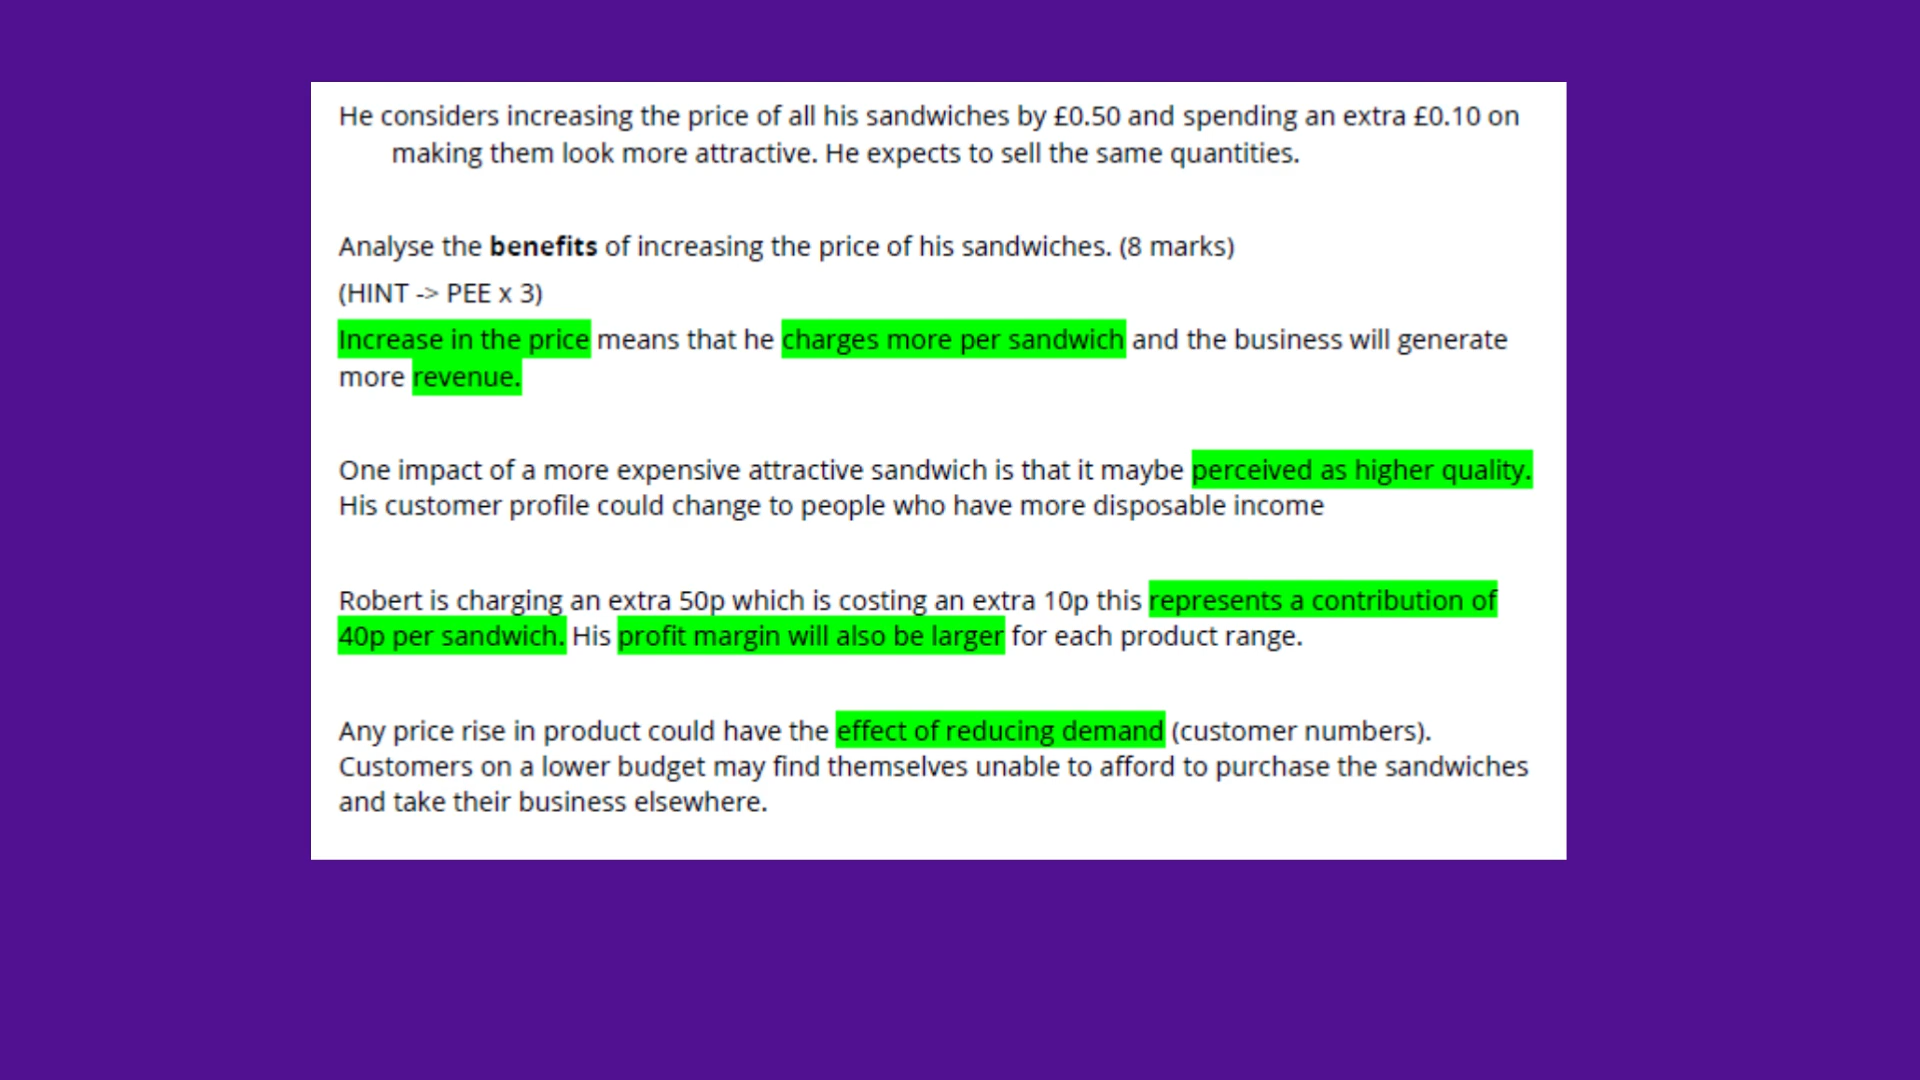 He considers increasing the price of all his sandwiches by £0.50 and spending an extra £0.10 on
making them look more attractive. He expects to sell the same quantities.
Analyse the benefits of increasing the price of his sandwiches. (8 marks)
(HINT -> PEE x 3)
Increase in the price means that he charges more per sandwich and the business will generate
more revenue.
One impact of a more expensive attractive sandwich is that it maybe perceived as higher quality.
His customer profile could change to people who have more disposable income
Robert is charging an extra 50p which is costing an extra 10p this represents a contribution of
40p per sandwich. His profit margin will also be larger for each product range.
Any price rise in product could have the effect of reducing demand (customer numbers).
Customers on a lower budget may find themselves unable to afford to purchase the sandwiches
and take their business elsewhere.